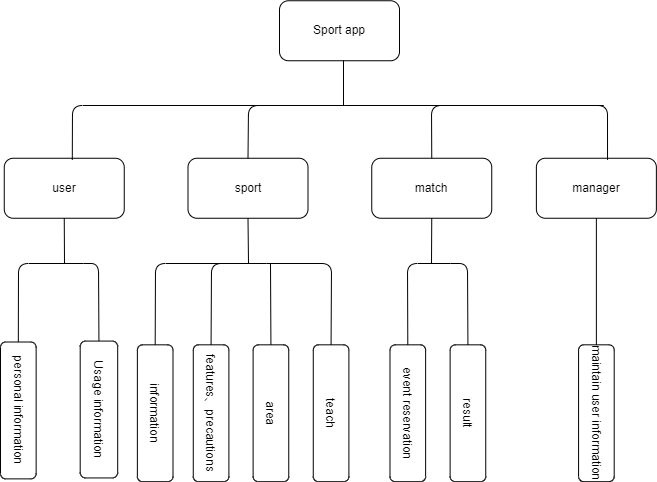 Sport app
user
sport
match
manager
personal information
Usage information
information
features、precautions
area
teach
event reservation
result
maintain user information